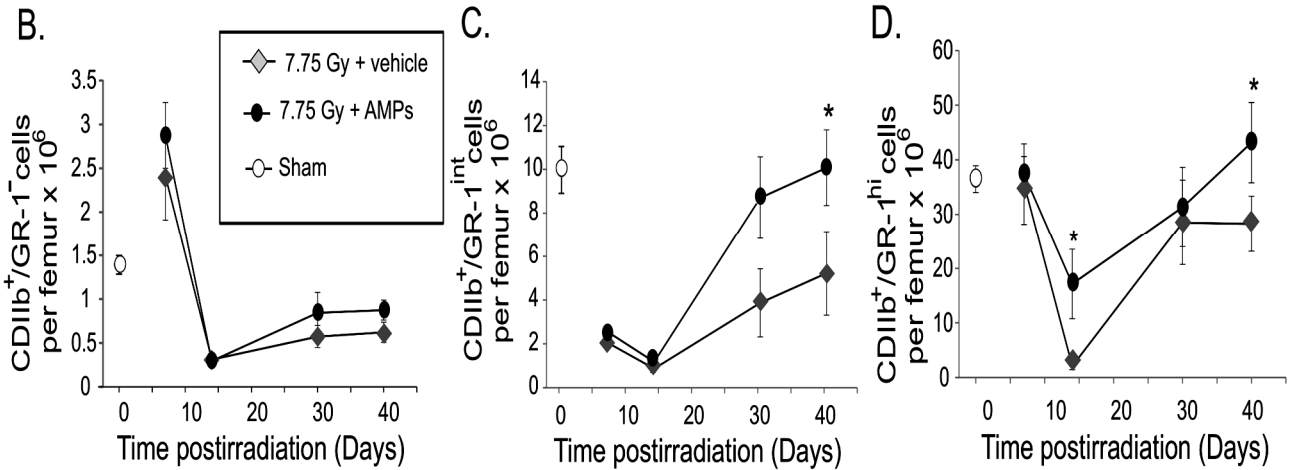 B.
7.75 Gy + vehicle
7.75 Gy + AMPs
Sham
CDIIb+/GR-1− cells
per femur x 10^6
3.5
3
2.5
2
1.5
1
0.5
0
0 10 20 30 40
Time postirradiation (Days)
C.
CDIIb+/GR-1^int cells
per femur x 10^6
14
12
10
8
6
4
2
0
*
0 10 20 30 40
Time postirradiation (Days)
D.
CDIIb+/GR-1^hi cells
per femur x 10^6
60
50
40
30
20
10
0
*
*
0 10 20 30 40
Time postirradiation (Days)